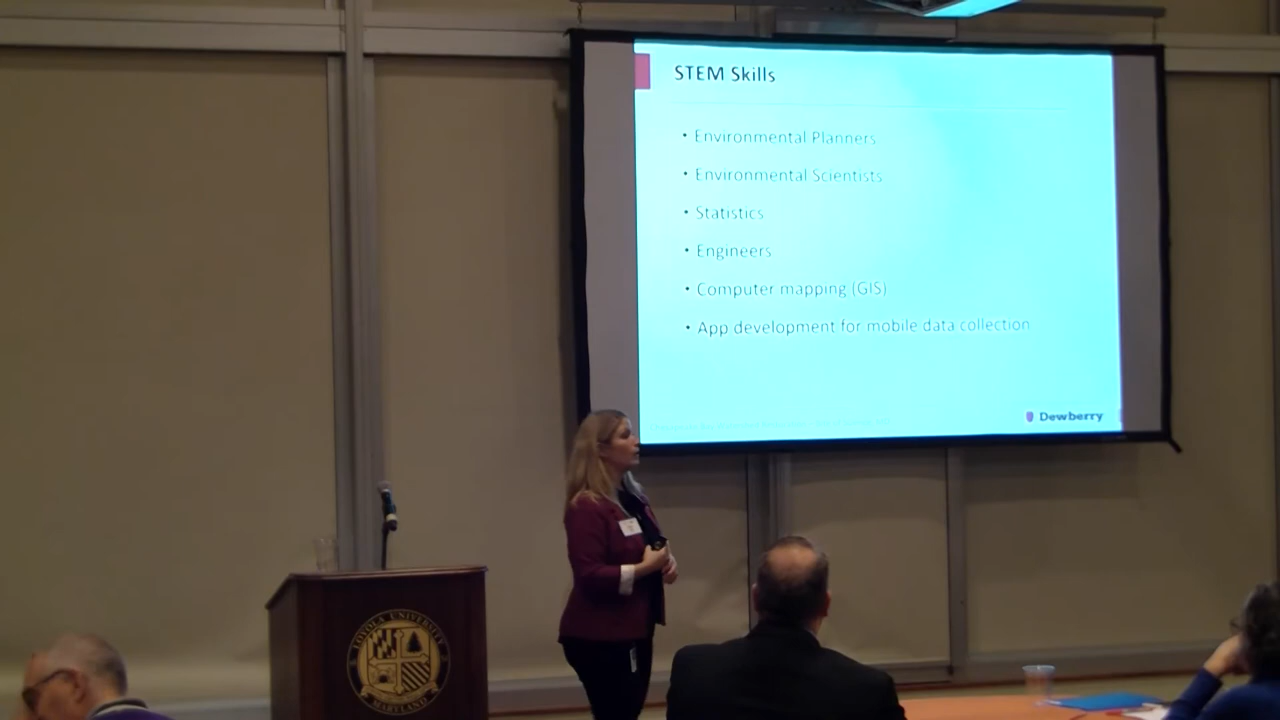 STEM Skills
• Environmental Planners
• Environmental Scientists
• Statistics
• Engineers
• Computer mapping (GIS)
• App development for mobile data collection
Dewberry
LOYOLA UNIVERSITY
MARYLAND